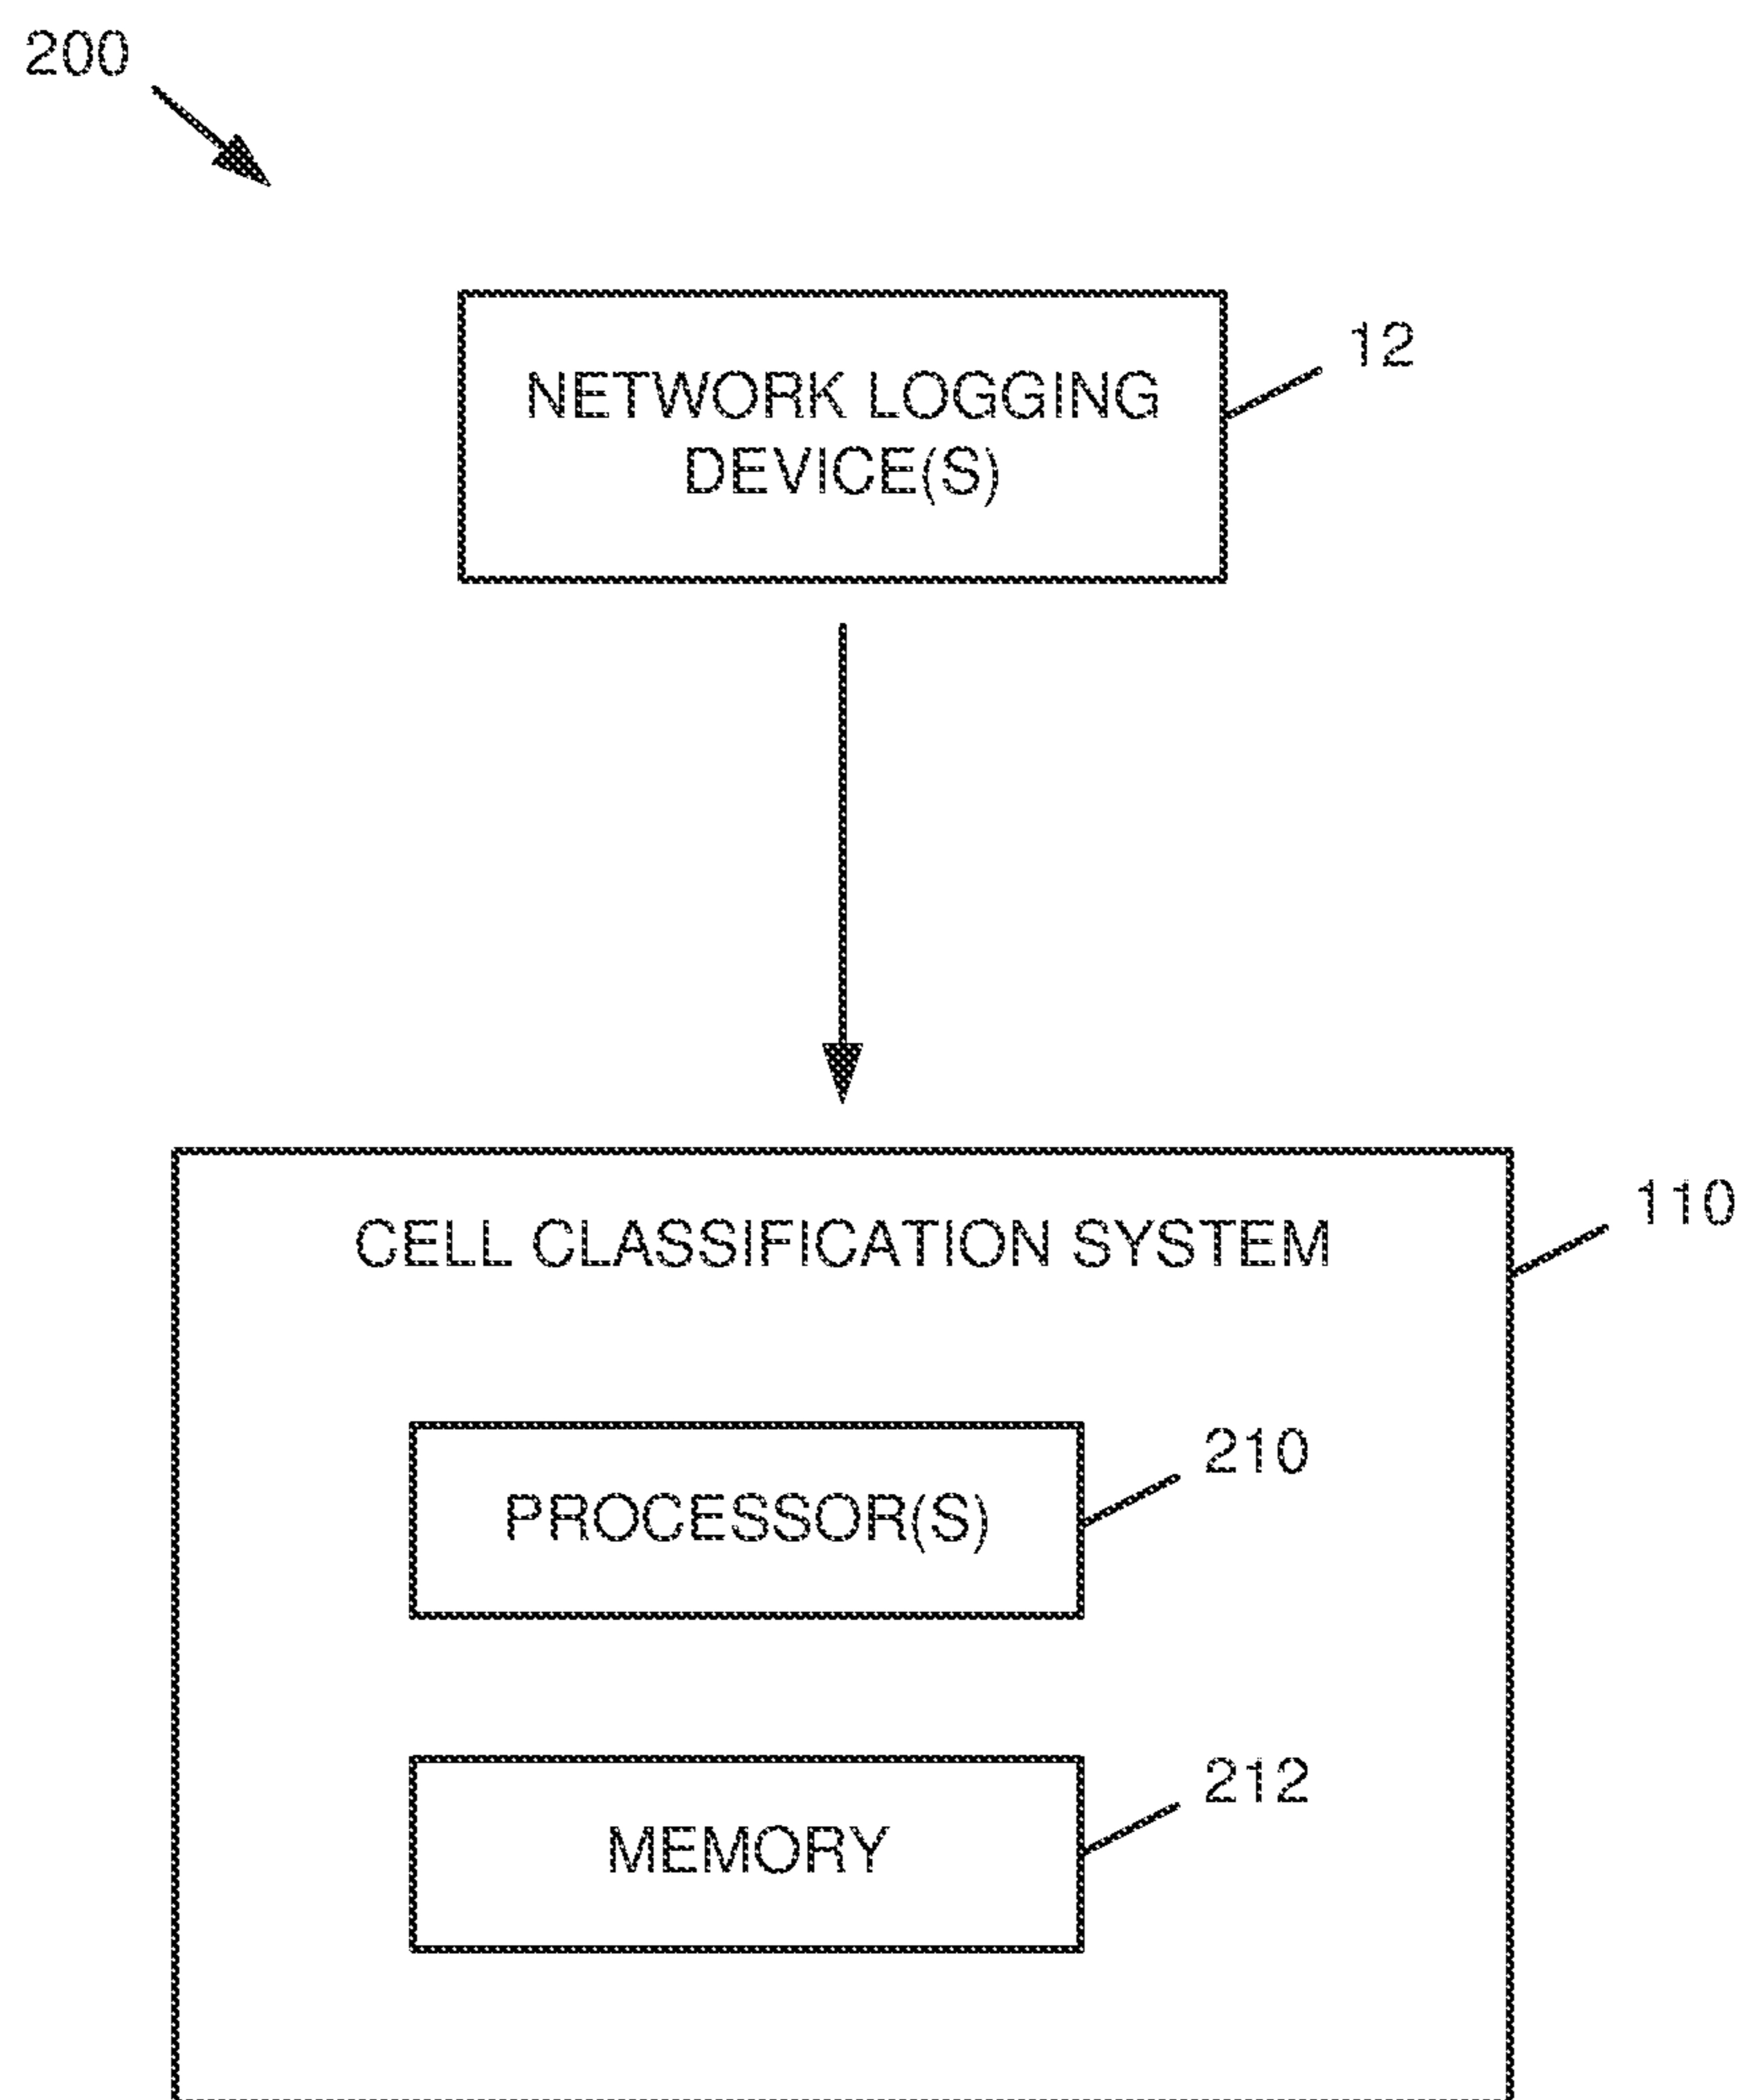 200
12
NETWORK LOGGING
DEVICE(S)
110
CELL CLASSIFICATION SYSTEM
210
PROCESSOR(S)
212
MEMORY